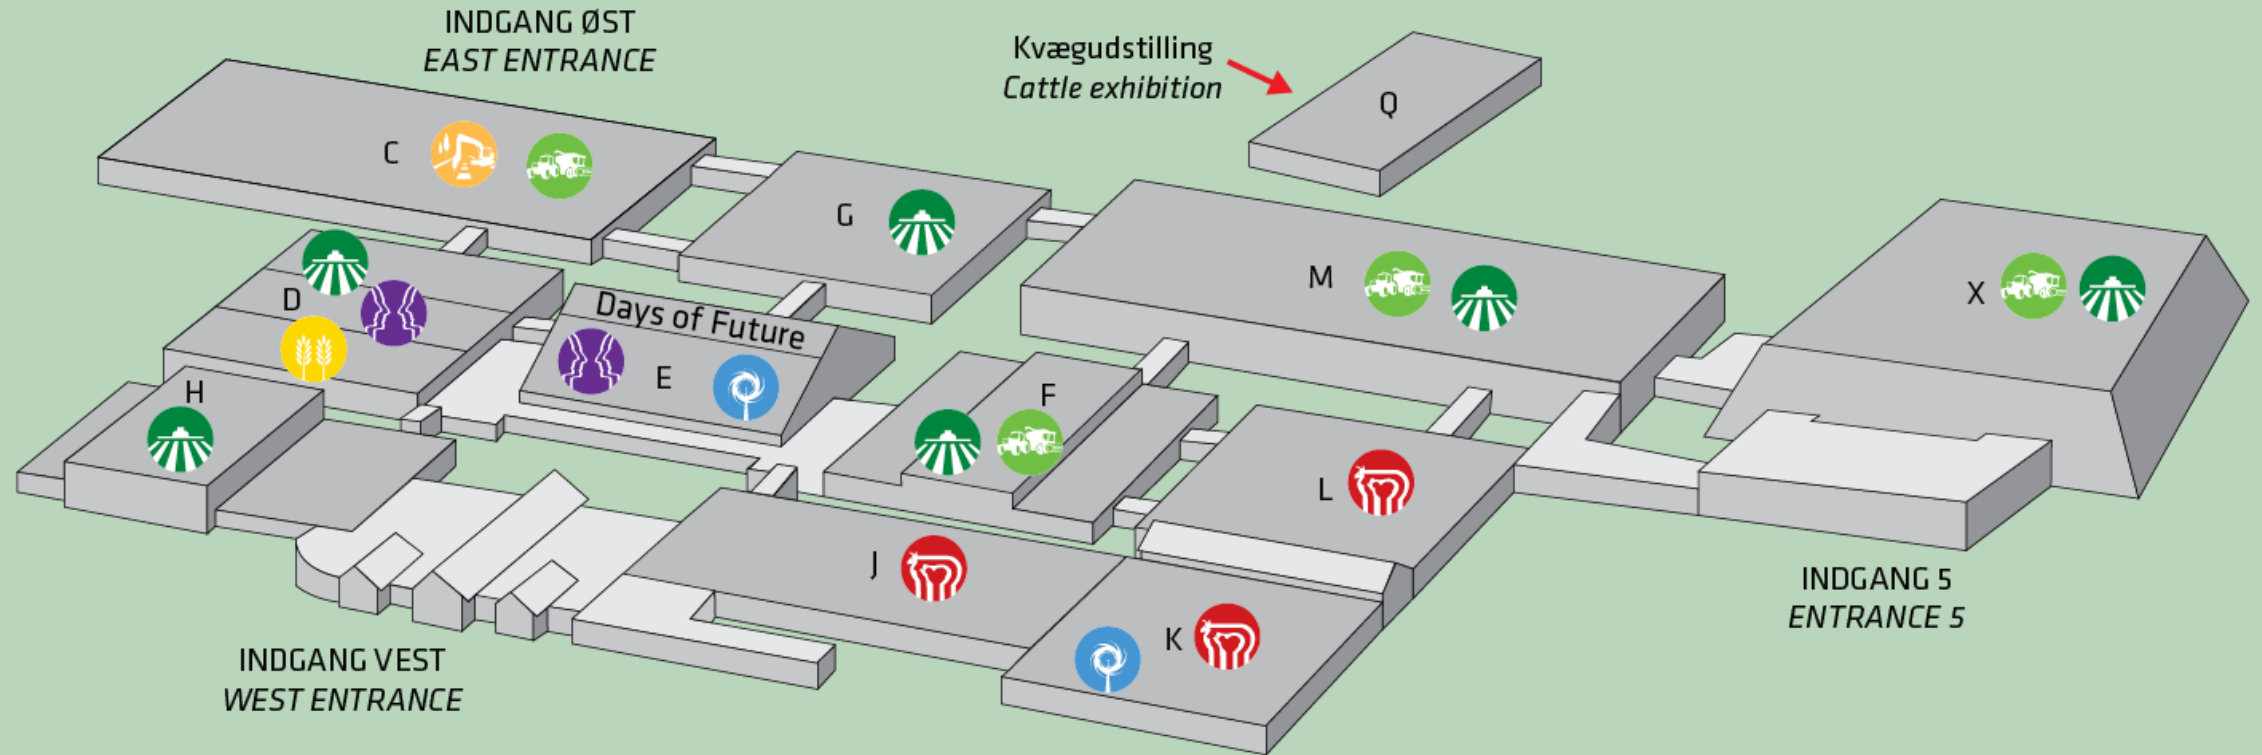 INDGANG ØST
EAST ENTRANCE
Kvægudstilling
Cattle exhibition
Q
C
G
M
X
D
Days of Future
E
H
F
L
J
K
INDGANG 5
ENTRANCE 5
INDGANG VEST
WEST ENTRANCE